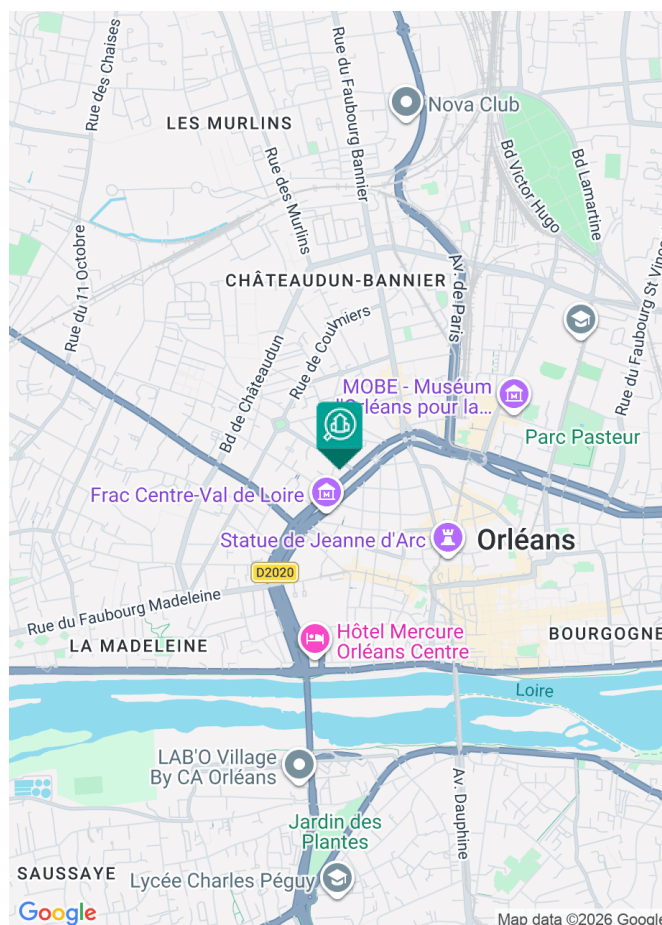 Rue des Chaises
Rue du Faubourg Bannier
Nova Club
LES MURLINS
Rue des Murlins
Bd Victor Hugo
Bd Lamartine
Rue du 11 Octobre
CHÂTEAUDUN-BANNIER
Av. de Paris
Rue du Faubourg St Vince
Rue de Coulmiers
Bd de Châteaudun
MOBE - Muséum
d'Orléans pour la...
Parc Pasteur
Frac Centre-Val de Loire
Statue de Jeanne d'Arc
Orléans
D2020
Rue du Faubourg Madeleine
LA MADELEINE
Hôtel Mercure
Orléans Centre
BOURGOGNE
Loire
LAB'O Village
By CA Orléans
Av. Dauphine
Jardin des
Plantes
SAUSSAYE
Lycée Charles Péguy
Google
Map data ©2026 Google